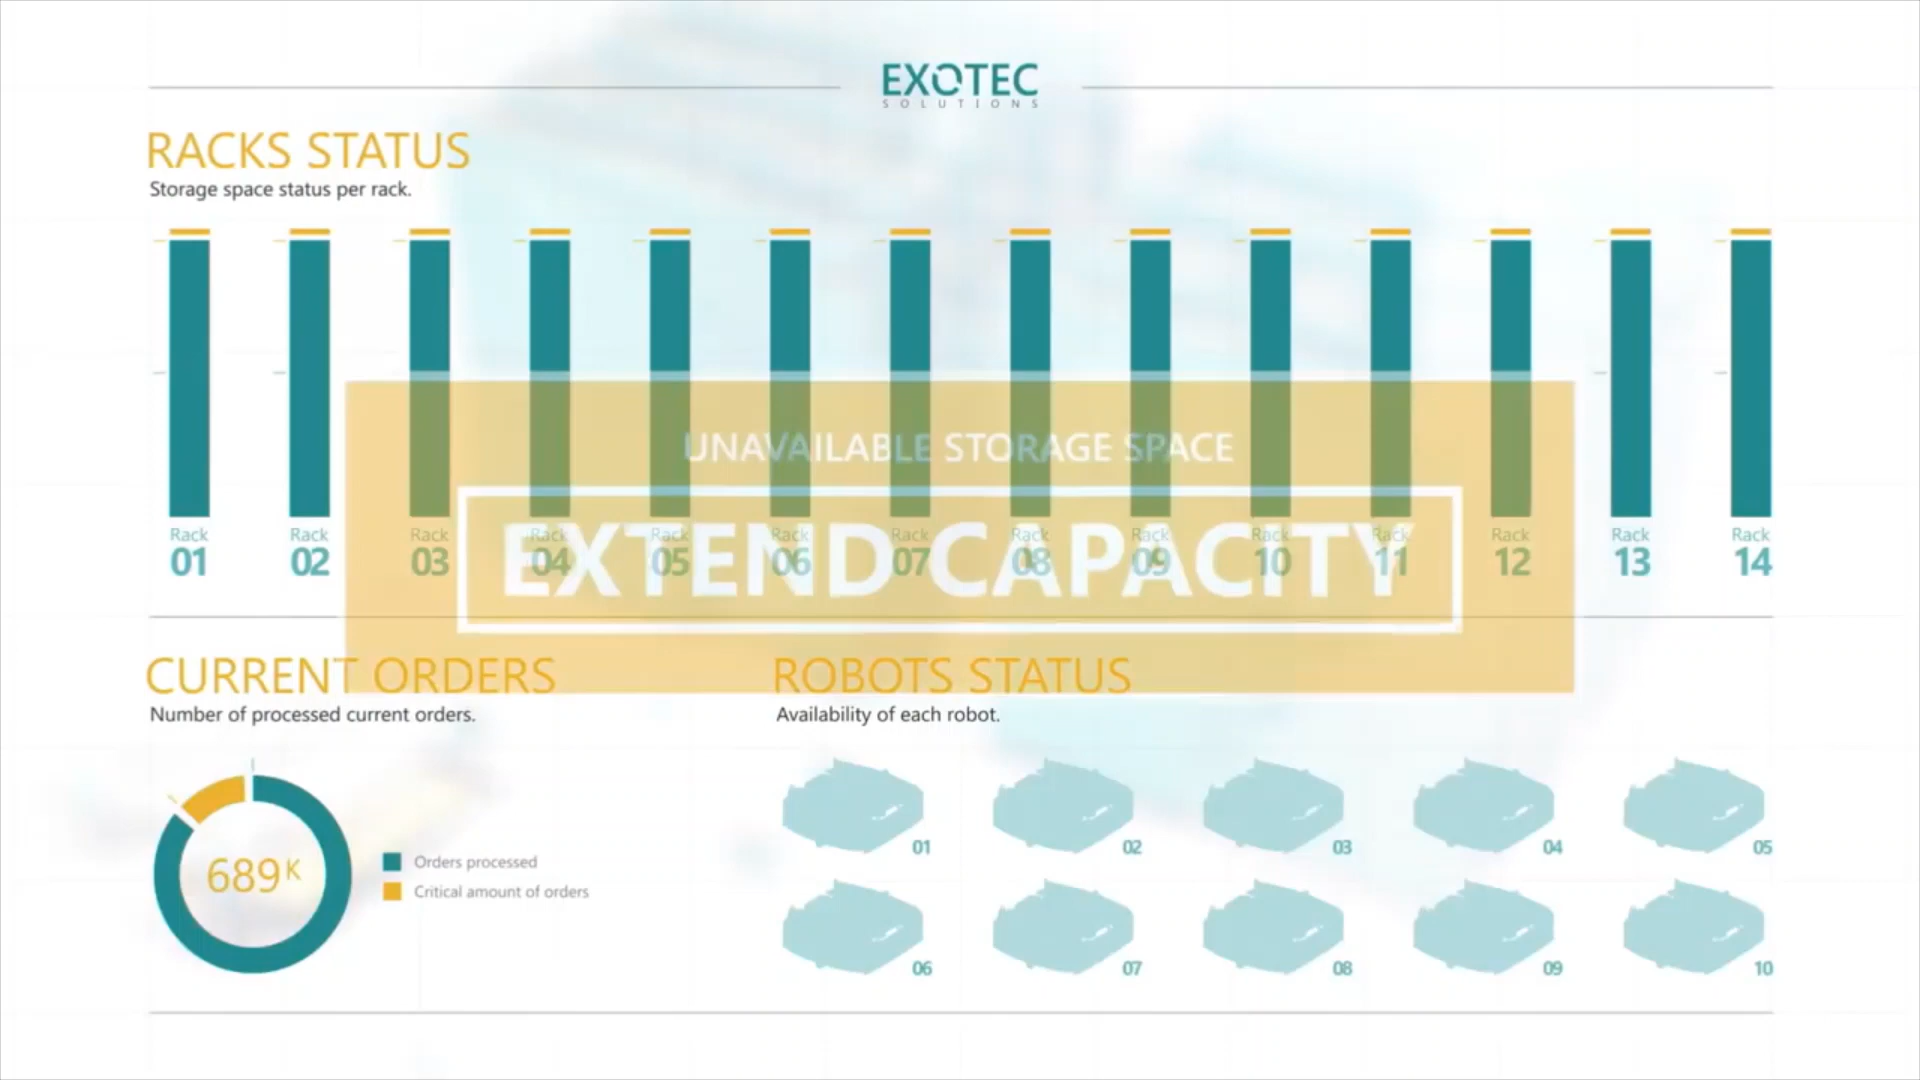 EXOTEC
SOLUTIONS
RACKS STATUS
Storage space status per rack.
UNAVAILABLE STORAGE SPACE
EXTEND CAPACITY
Rack Rack Rack Rack Rack Rack Rack Rack Rack Rack Rack Rack Rack Rack
01 02 03 04 05 06 07 08 09 10 11 12 13 14
CURRENT ORDERS
Number of processed current orders.
689K
Orders processed
Critical amount of orders
ROBOTS STATUS
Availability of each robot.
01 02 03 04 05
06 07 08 09 10